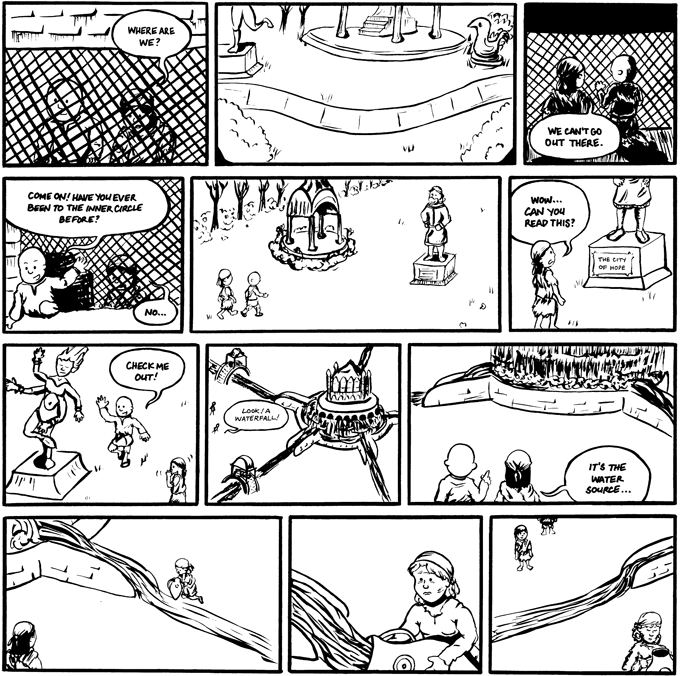 WHERE ARE
WE?
WE CAN'T GO
OUT THERE.
COME ON! HAVE YOU EVER
BEEN TO THE INNER CIRCLE
BEFORE?
NO...
WOW...
CAN YOU
READ THIS?
THE CITY
OF HOPE
CHECK ME
OUT!
LOOK! A
WATERFALL!
IT'S THE
WATER
SOURCE...